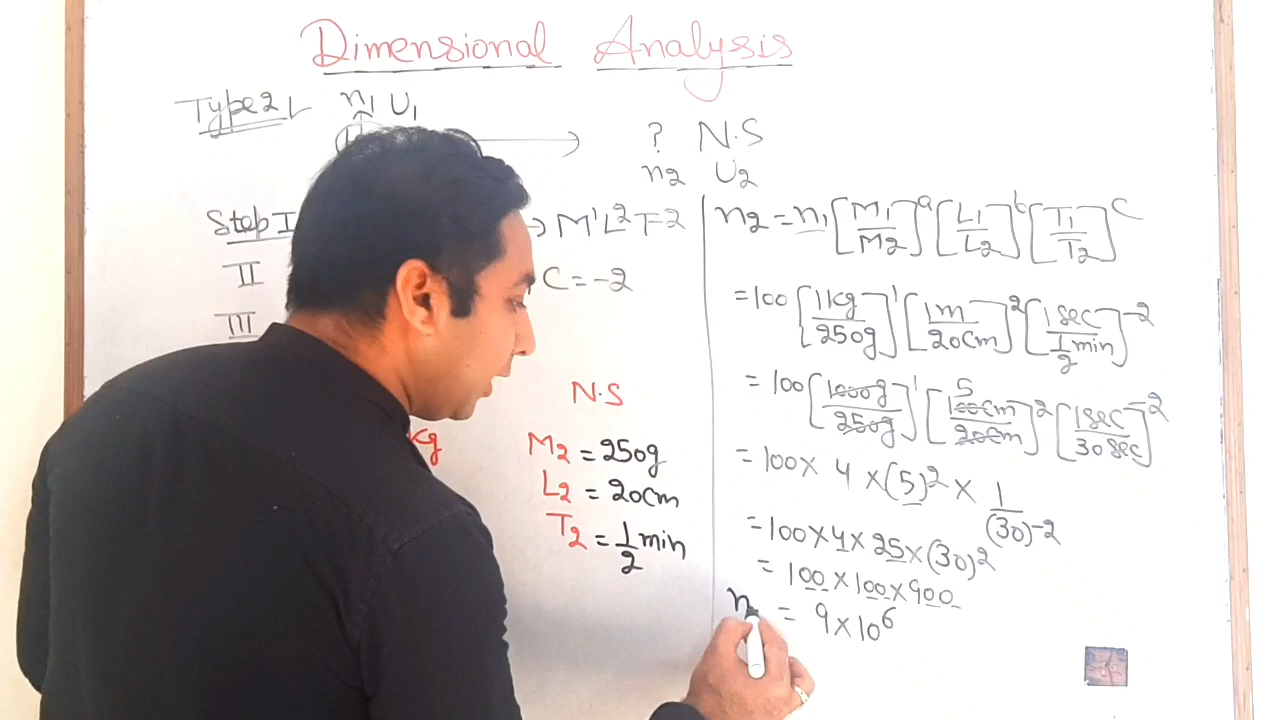 Dimensional Analysis
Type 2
n₁ U₁
? N.S
n₂ U₂
Step I
→ M¹L²T⁻²
II
C = -2
III
N.S
kg
M₂ = 250g
L₂ = 20cm
T₂ = 1/2 min
n₂ = n₁ [M₁/M₂]ᵃ [L₁/L₂]ᵇ [T₁/T₂]ᶜ
= 100 [1kg/250g]¹ [1m/20cm]² [1sec/½min]⁻²
= 100 [1000g/250g]¹ [5 100cm/20cm]² [1sec/30sec]⁻²
= 100 × 4 × (5)² × 1/(30)⁻²
= 100 × 4 × 25 × (30)²
= 100 × 100 × 900
n = 9 × 10⁶